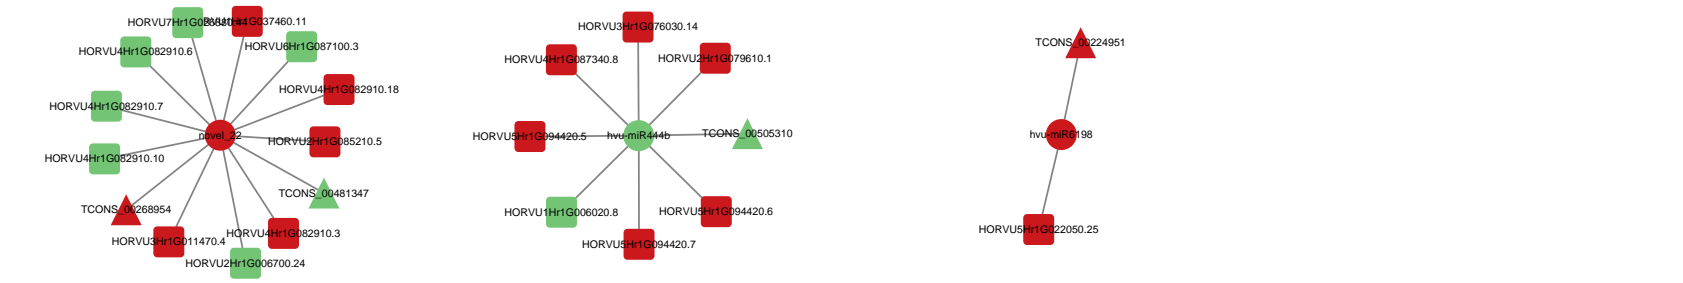 HORVU1Hr1G037460.11
HORVU4Hr1G082910.6
HORVU6Hr1G087100.3
HORVU4Hr1G082910.7
HORVU4Hr1G082910.18
novel_22
HORVU2Hr1G085210.5
HORVU4Hr1G082910.10
TCONS_00481347
TCONS_00268954
HORVU3Hr1G011470.4
HORVU4Hr1G082910.3
HORVU2Hr1G006700.24
HORVU3Hr1G076030.14
HORVU4Hr1G087340.8
HORVU2Hr1G079610.1
HORVU5Hr1G094420.5
hvu-miR444b
TCONS_00505310
HORVU1Hr1G006020.8
HORVU5Hr1G094420.6
HORVU5Hr1G094420.7
TCONS_00224951
hvu-miR6198
HORVU5Hr1G022050.25